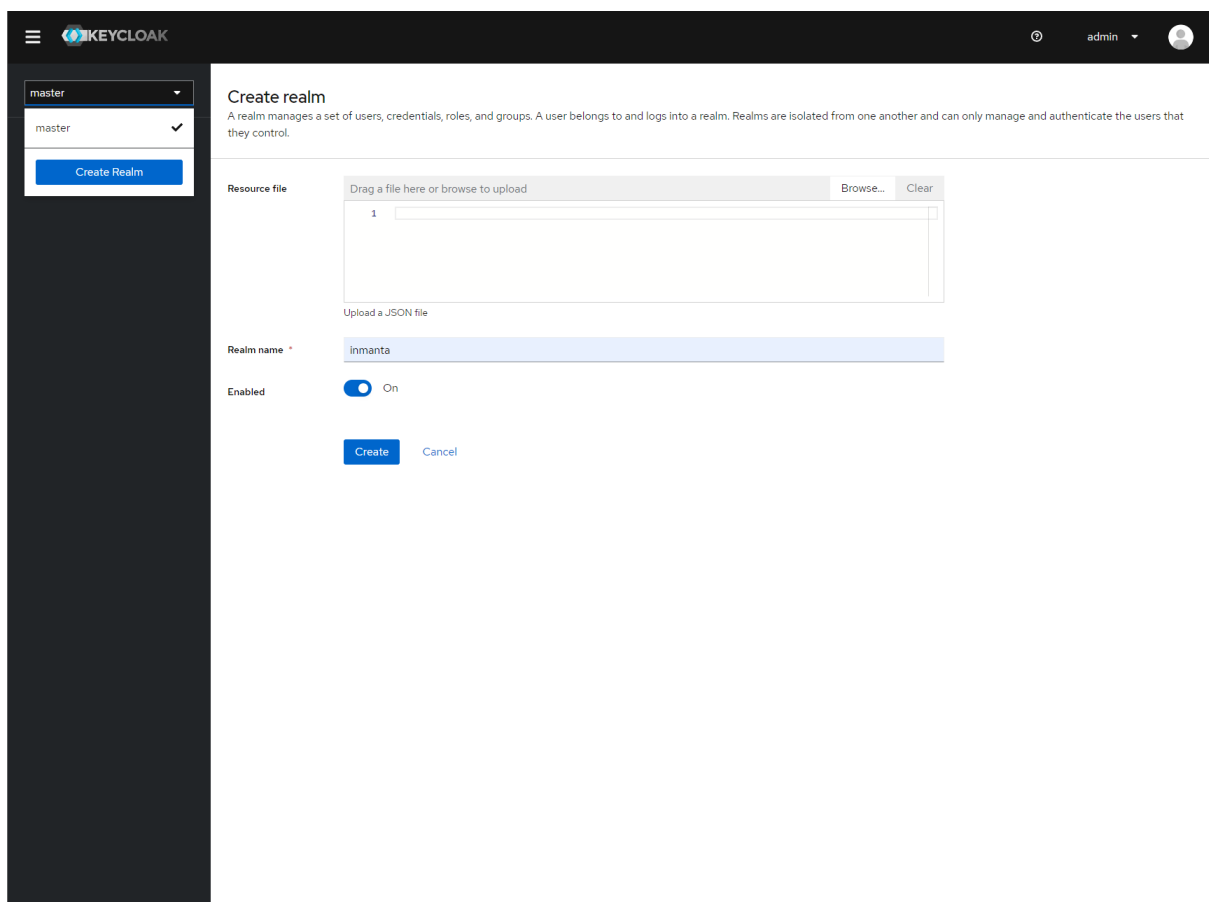 KEYCLOAK
admin
master
master
Create Realm
Create realm
A realm manages a set of users, credentials, roles, and groups. A user belongs to and logs into a realm. Realms are isolated from one another and can only manage and authenticate the users that
they control.
Resource file
Drag a file here or browse to upload
Browse...
Clear
1
Upload a JSON file
Realm name *
inmanta
Enabled
On
Create
Cancel